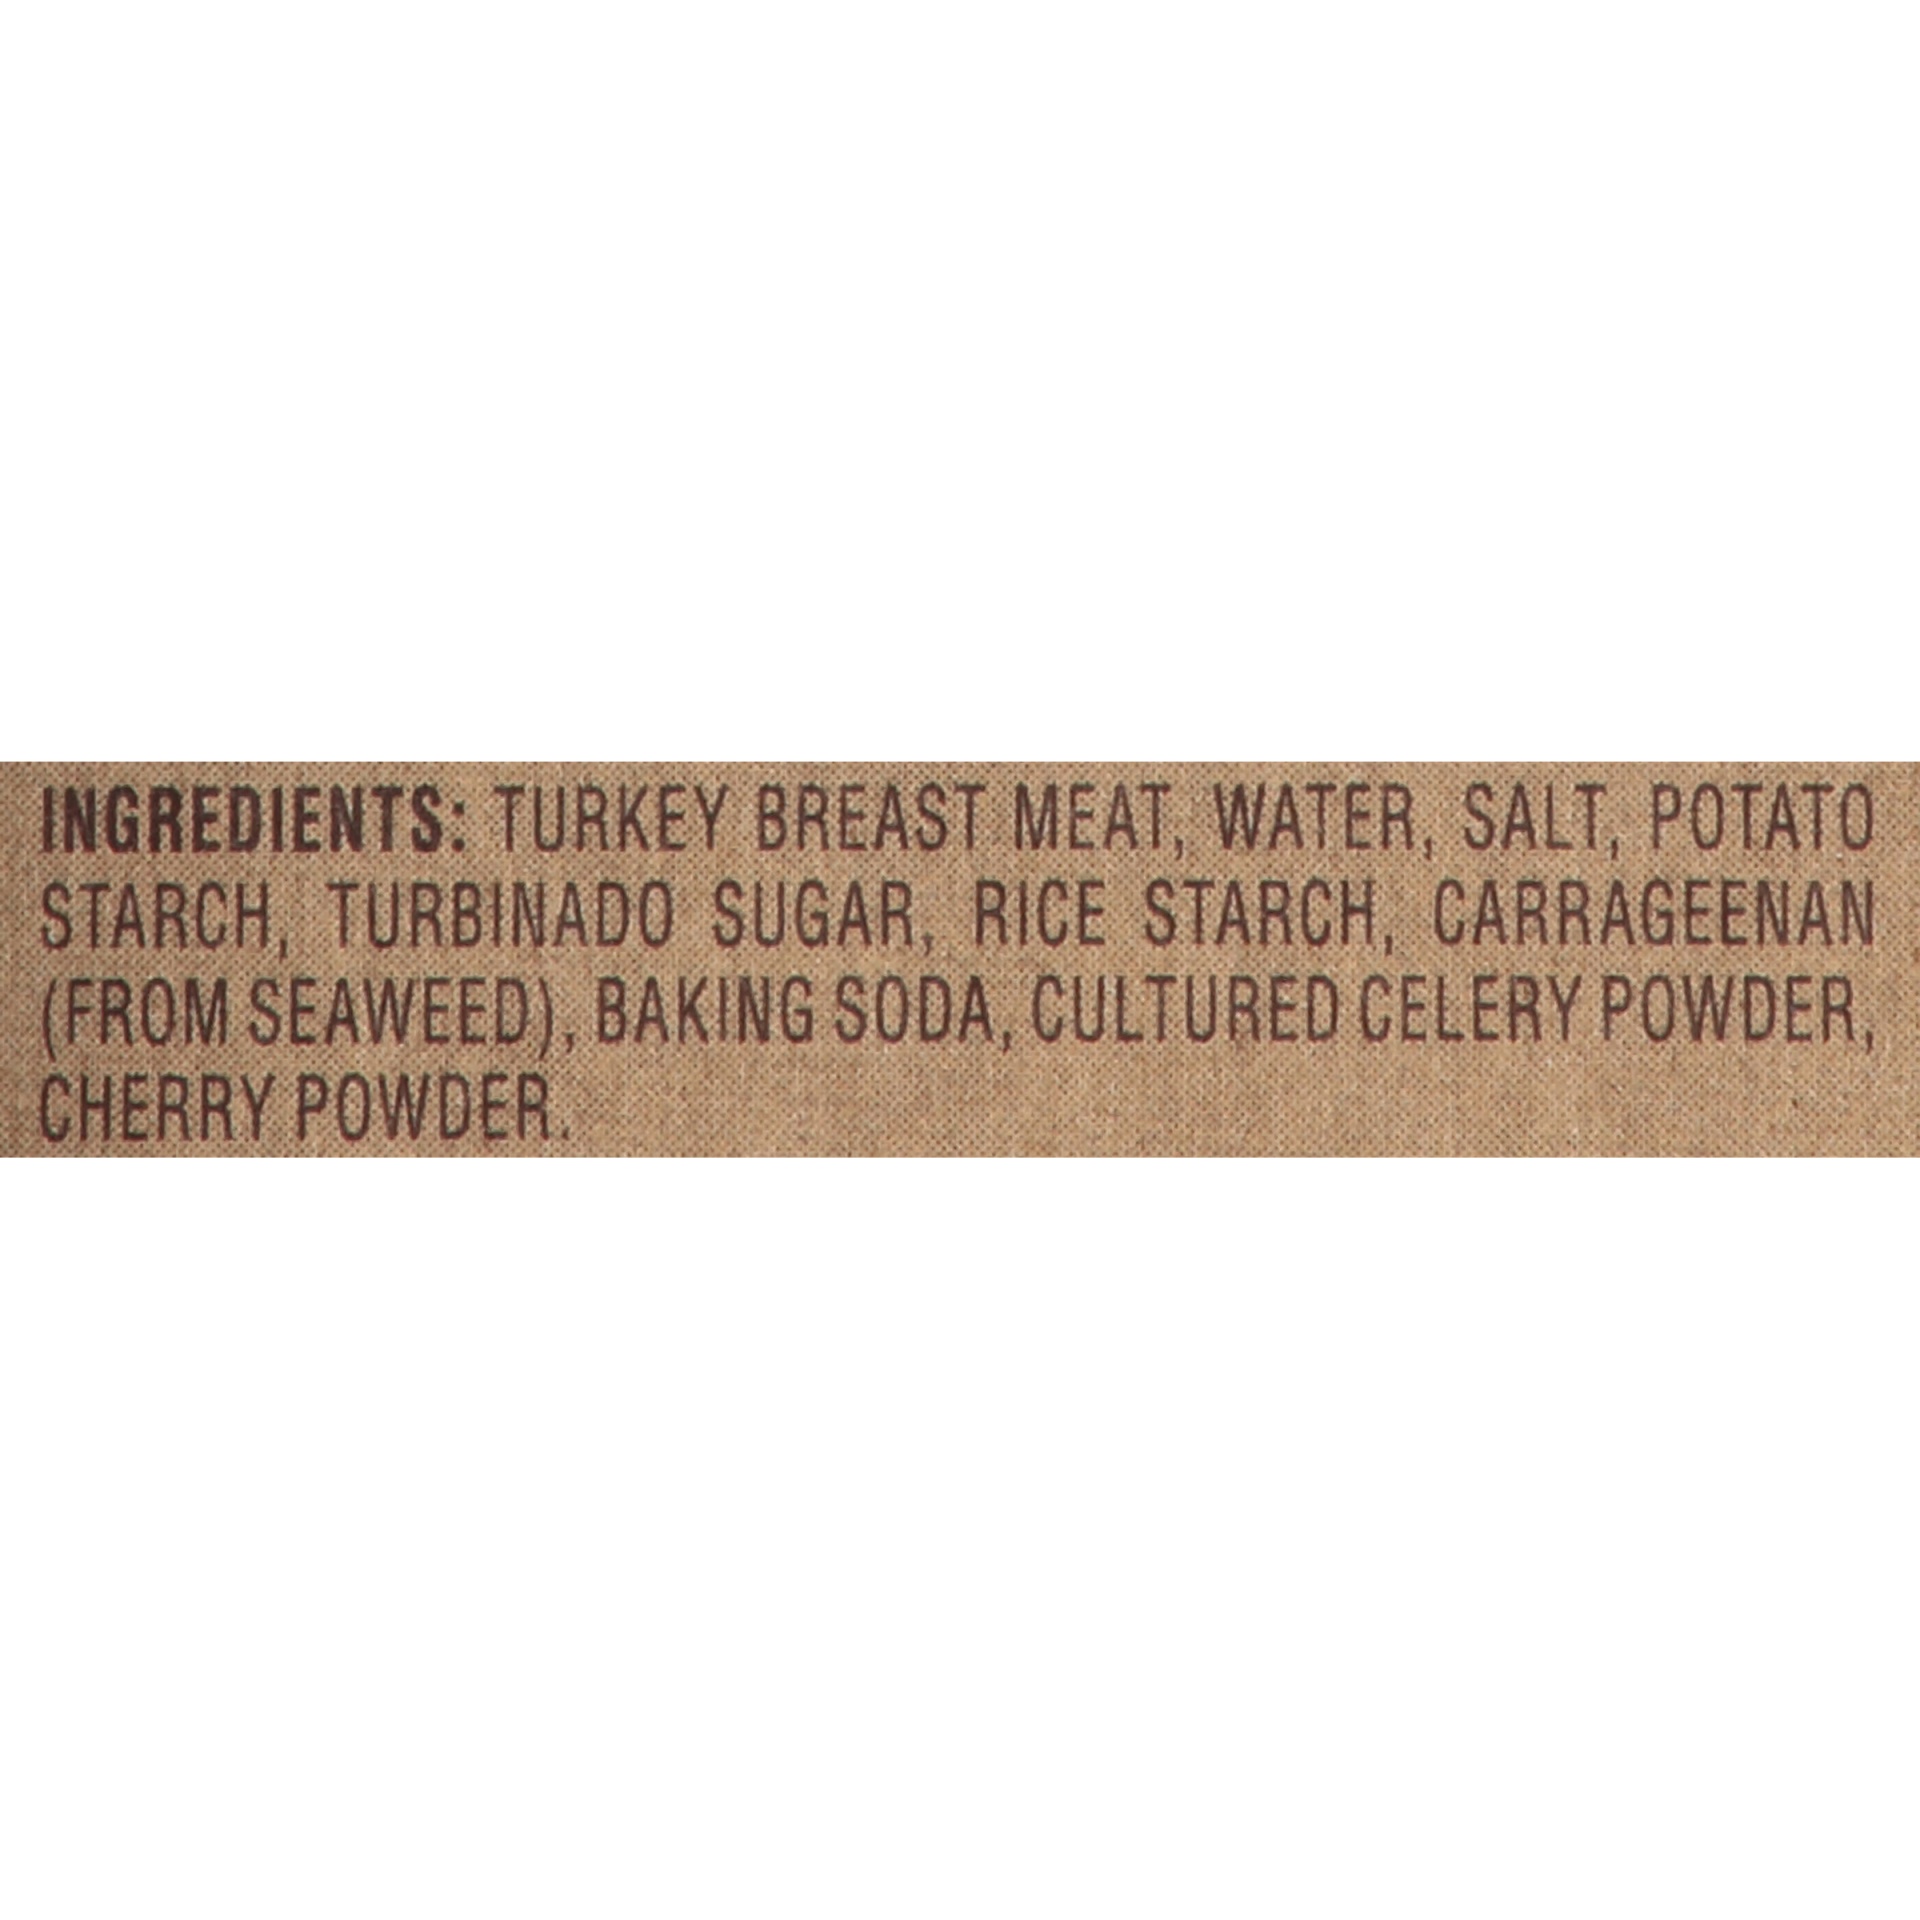 INGREDIENTS: TURKEY BREAST MEAT, WATER, SALT, POTATO
STARCH, TURBINADO SUGAR, RICE STARCH, CARRAGEENAN
(FROM SEAWEED), BAKING SODA, CULTURED CELERY POWDER,
CHERRY POWDER.